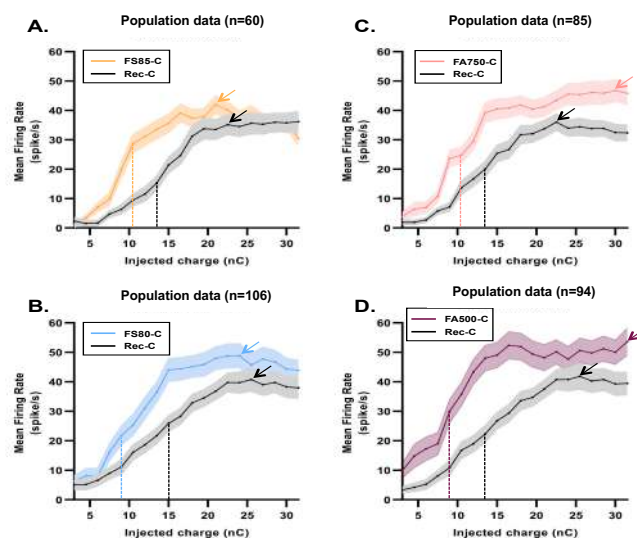 A.
Population data (n=60)
FS85-C
Rec-C
Mean Firing Rate
(spike/s)
60
50
40
30
20
10
0
5 10 15 20 25 30
Injected charge (nC)
C.
Population data (n=85)
FA750-C
Rec-C
Mean Firing Rate
(spike/s)
60
50
40
30
20
10
0
5 10 15 20 25 30
Injected charge (nC)
B.
Population data (n=106)
FS80-C
Rec-C
Mean Firing Rate
(spike/s)
60
50
40
30
20
10
0
5 10 15 20 25 30
Injected charge (nC)
D.
Population data (n=94)
FA500-C
Rec-C
Mean Firing Rate
(spike/s)
60
50
40
30
20
10
0
5 10 15 20 25 30
Injected charge (nC)